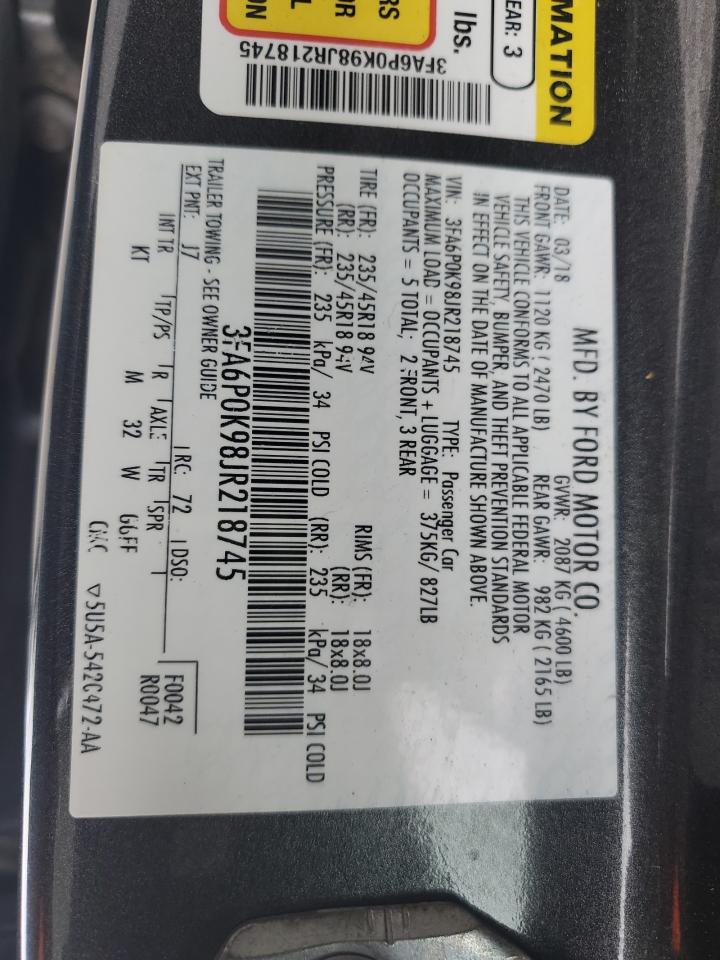 MATION
EAR: 3
lbs.
RS
OR
L
ON
3FA6P0K98JR218745
MFD. BY FORD MOTOR CO.
DATE: 03/18 GVWR: 2087 KG ( 4600 LB)
FRONT GAWR: 1120 KG ( 2470 LB) REAR GAWR: 982 KG ( 2165 LB)
THIS VEHICLE CONFORMS TO ALL APPLICABLE FEDERAL MOTOR
VEHICLE SAFETY, BUMPER, AND THEFT PREVENTION STANDARDS
IN EFFECT ON THE DATE OF MANUFACTURE SHOWN ABOVE.
VIN: 3FA6P0K98JR218745 TYPE: Passenger Car
MAXIMUM LOAD = OCCUPANTS + LUGGAGE = 375KG/ 827LB
OCCUPANTS = 5 TOTAL; 2 FRONT, 3 REAR
TIRE (FR): 235/45R18 94V RIMS (FR): 18x8.0J
(RR): 235/45R18 94V (RR): 18x8.0J
PRESSURE (FR): 235 kPa/ 34 PSI COLD (RR): 235 kPa/ 34 PSI COLD
3FA6P0K98JR218745
TRAILER TOWING - SEE OWNER GUIDE
EXT PNT: J7 RC: 72 DSO: F0042
R0047
INT TR TP/PS R AXLE TR SPR
KT M 32 W G6FF
5U5A-542C472-AA